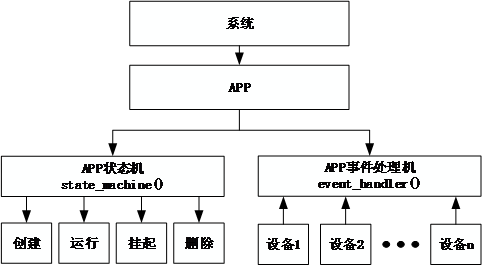 系统
APP
APP状态机
state_machine()
APP事件处理机
event_handler()
创建
运行
挂起
删除
设备1
设备2
设备n